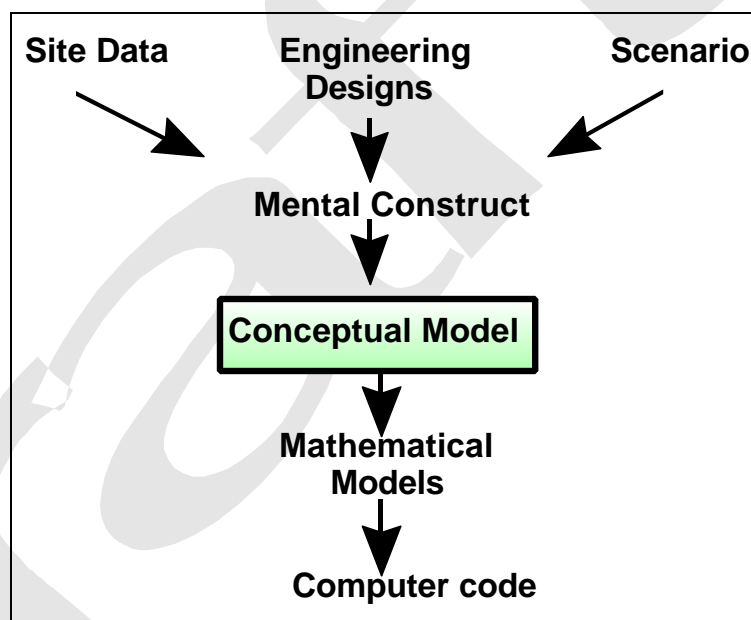 Site Data
Engineering
Designs
Scenario
Mental Construct
Conceptual Model
Mathematical
Models
Computer code